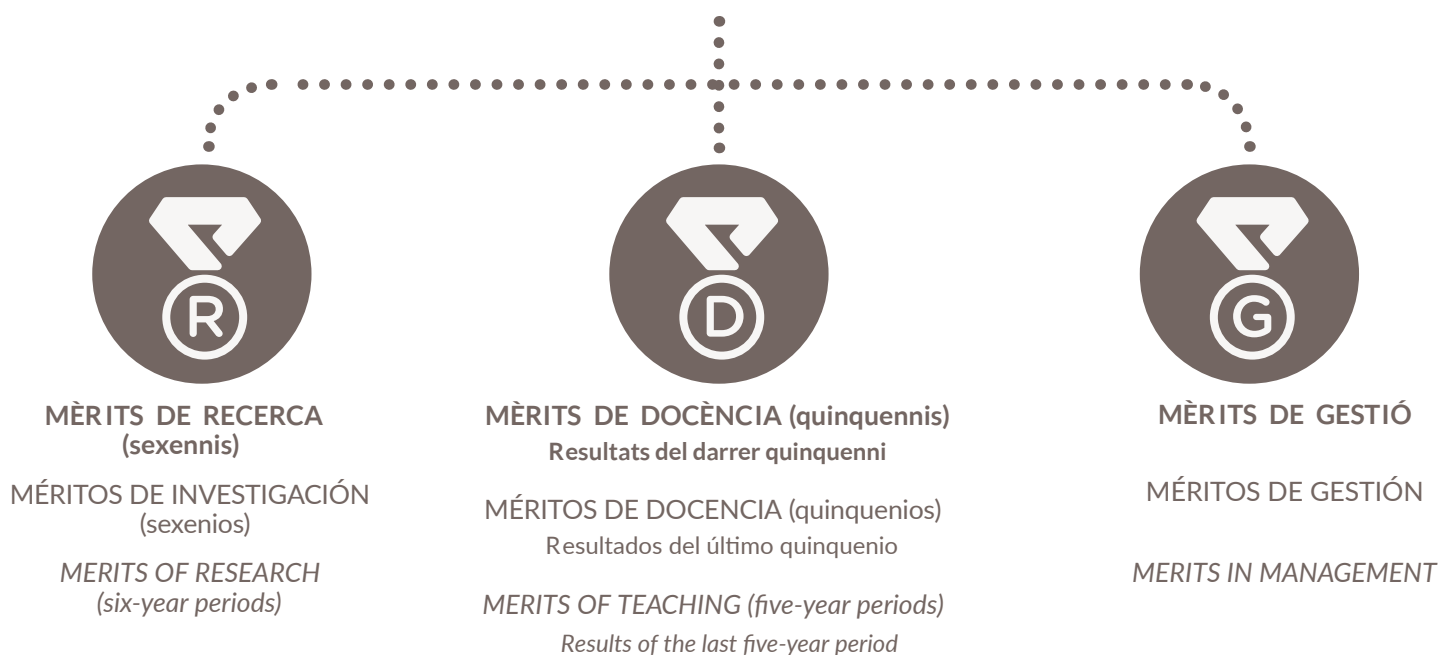 R
MÈRITS DE RECERCA
(sexennis)
MÉRITOS DE INVESTIGACIÓN
(sexenios)
MERITS OF RESEARCH
(six-year periods)
D
MÈRITS DE DOCÈNCIA (quinquennis)
Resultats del darrer quinquenni
MÉRITOS DE DOCENCIA (quinquenios)
Resultados del último quinquenio
MERITS OF TEACHING (five-year periods)
Results of the last five-year period
G
MÈRITS DE GESTIÓ
MÉRITOS DE GESTIÓN
MERITS IN MANAGEMENT